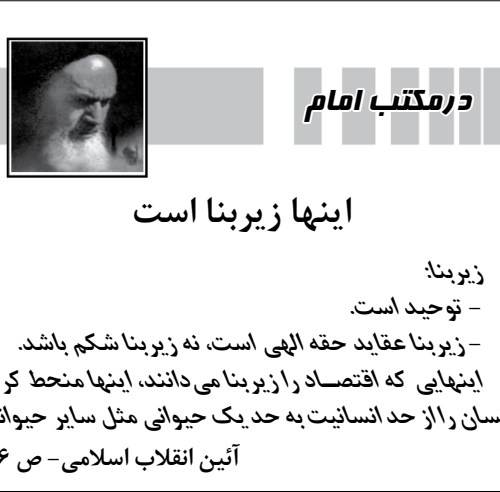 درمکتب امام
اینها زیربنا است
زیربنا:
- توحید است.
- زیربنا عقاید حقه الهی است، نه زیربنا شکم باشد.
اینهایی که اقتصاد را زیربنا می‌دانند، اینها منحط کر
سان را از حد انسانیت به حد یک حیوانی مثل سایر حیوان
آئین انقلاب اسلامی- ص ۶